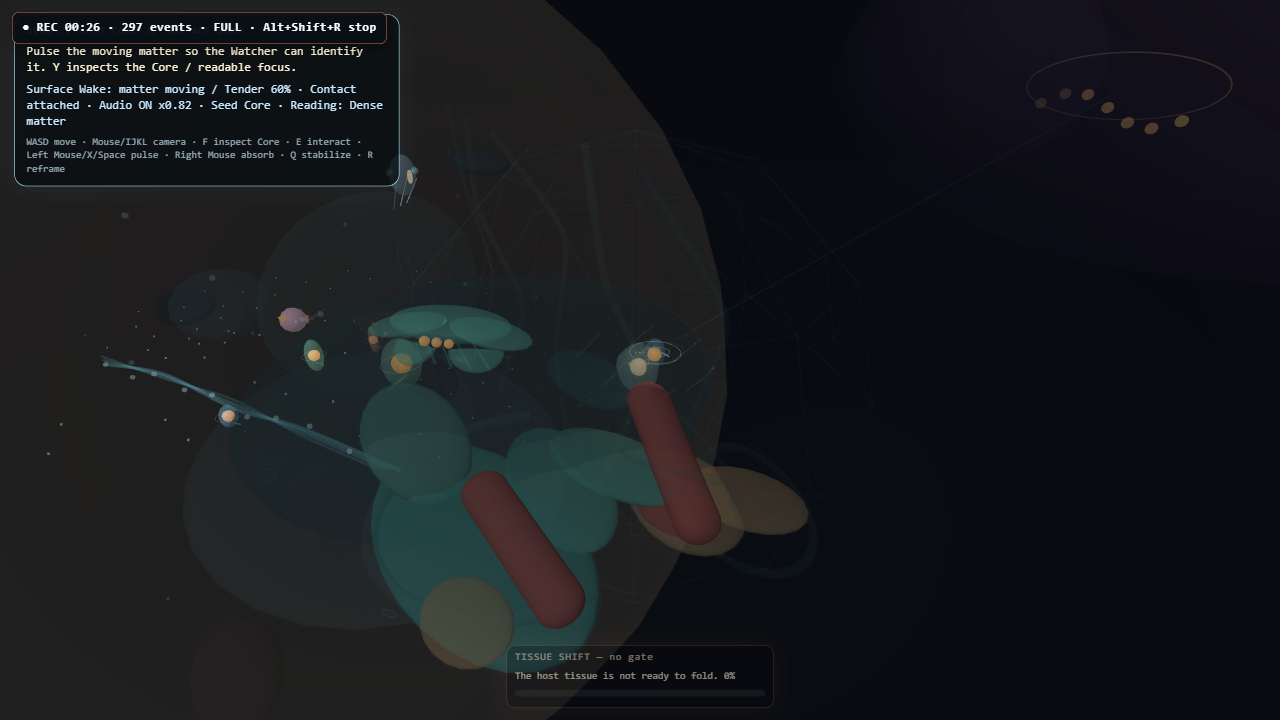 ● REC 00:26 · 297 events · FULL · Alt+Shift+R stop
Pulse the moving matter so the Watcher can identify
it. Y inspects the Core / readable focus.
Surface Wake: matter moving / Tender 60% · Contact
attached · Audio ON x0.82 · Seed Core · Reading: Dense
matter
WASD move · Mouse/IJKL camera · F inspect Core · E interact ·
Left Mouse/X/Space pulse · Right Mouse absorb · Q stabilize · R
reframe
TISSUE SHIFT — no gate
The host tissue is not ready to fold. 0%